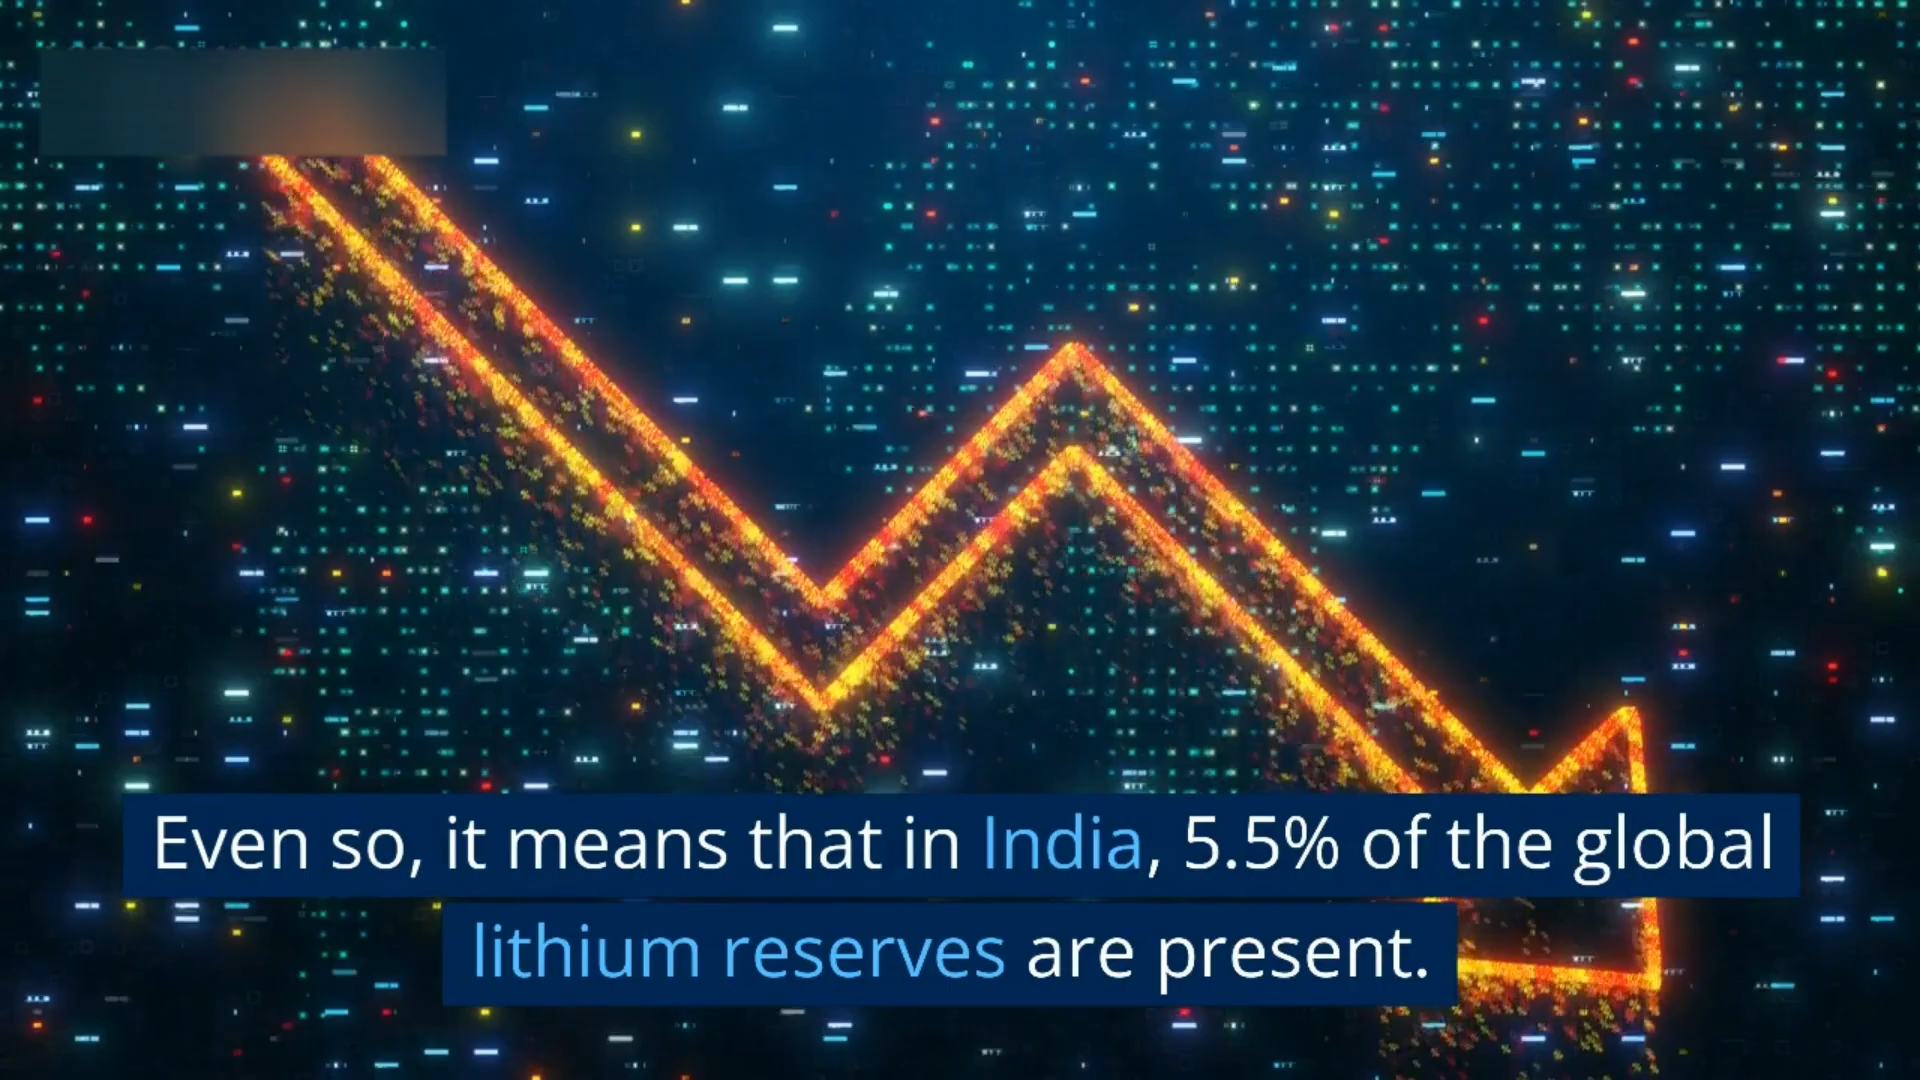 Even so, it means that in India, 5.5% of the global
lithium reserves are present.